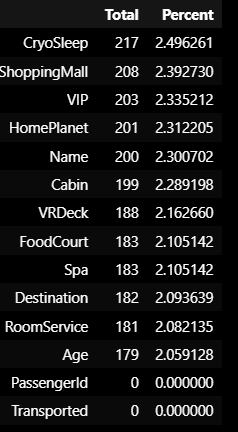 Total Percent
CryoSleep 217 2.496261
ShoppingMall 208 2.392730
VIP 203 2.335212
HomePlanet 201 2.312205
Name 200 2.300702
Cabin 199 2.289198
VRDeck 188 2.162660
FoodCourt 183 2.105142
Spa 183 2.105142
Destination 182 2.093639
RoomService 181 2.082135
Age 179 2.059128
PassengerId 0 0.000000
Transported 0 0.000000